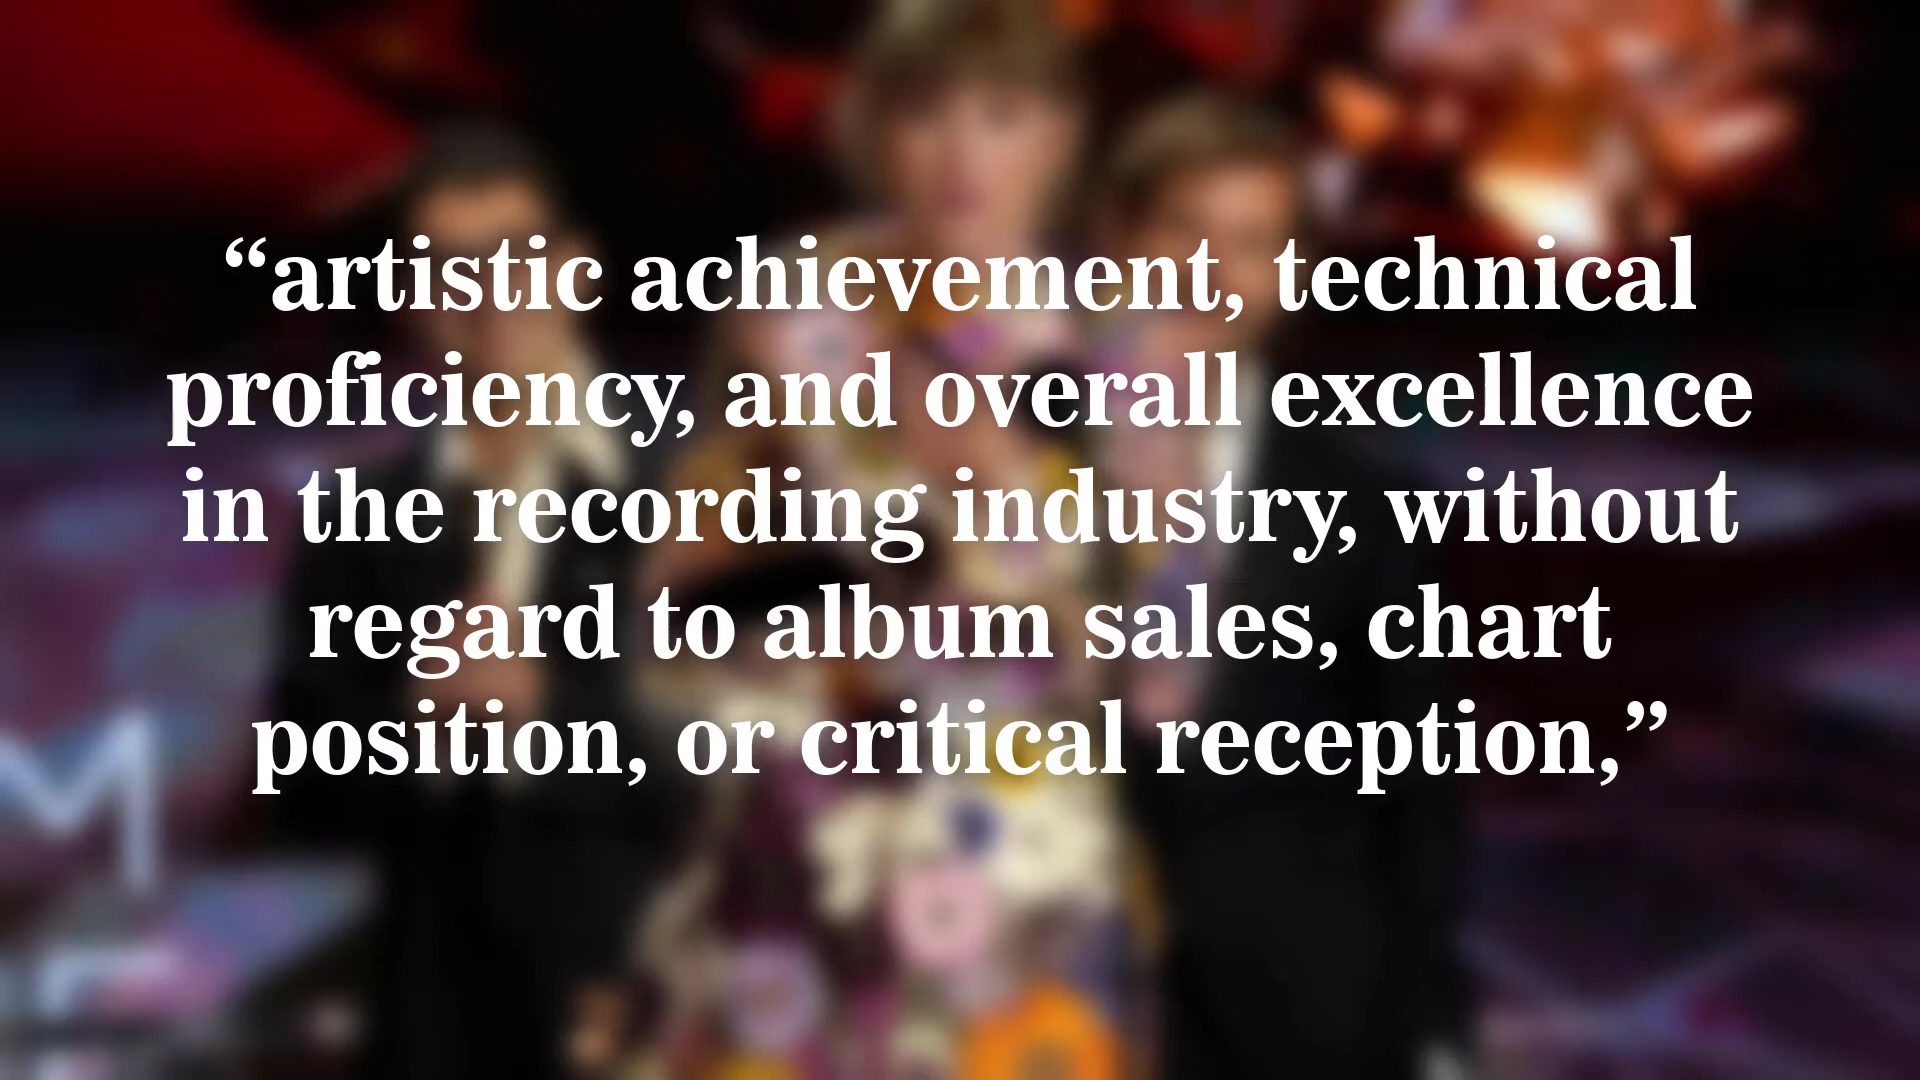 “artistic achievement, technical
proficiency, and overall excellence
in the recording industry, without
regard to album sales, chart
position, or critical reception,”